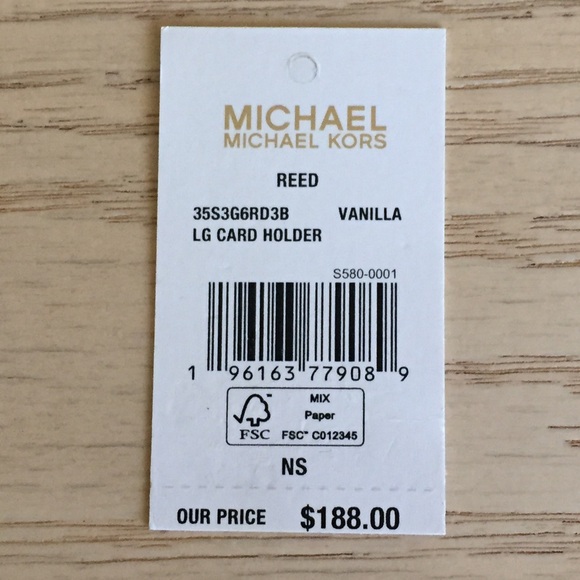 MICHAEL
MICHAEL KORS
REED
35S3G6RD3B VANILLA
LG CARD HOLDER
S580-0001
1 96163 77908 9
FSC™ MIX
Paper
FSC™ C012345
NS
OUR PRICE $188.00